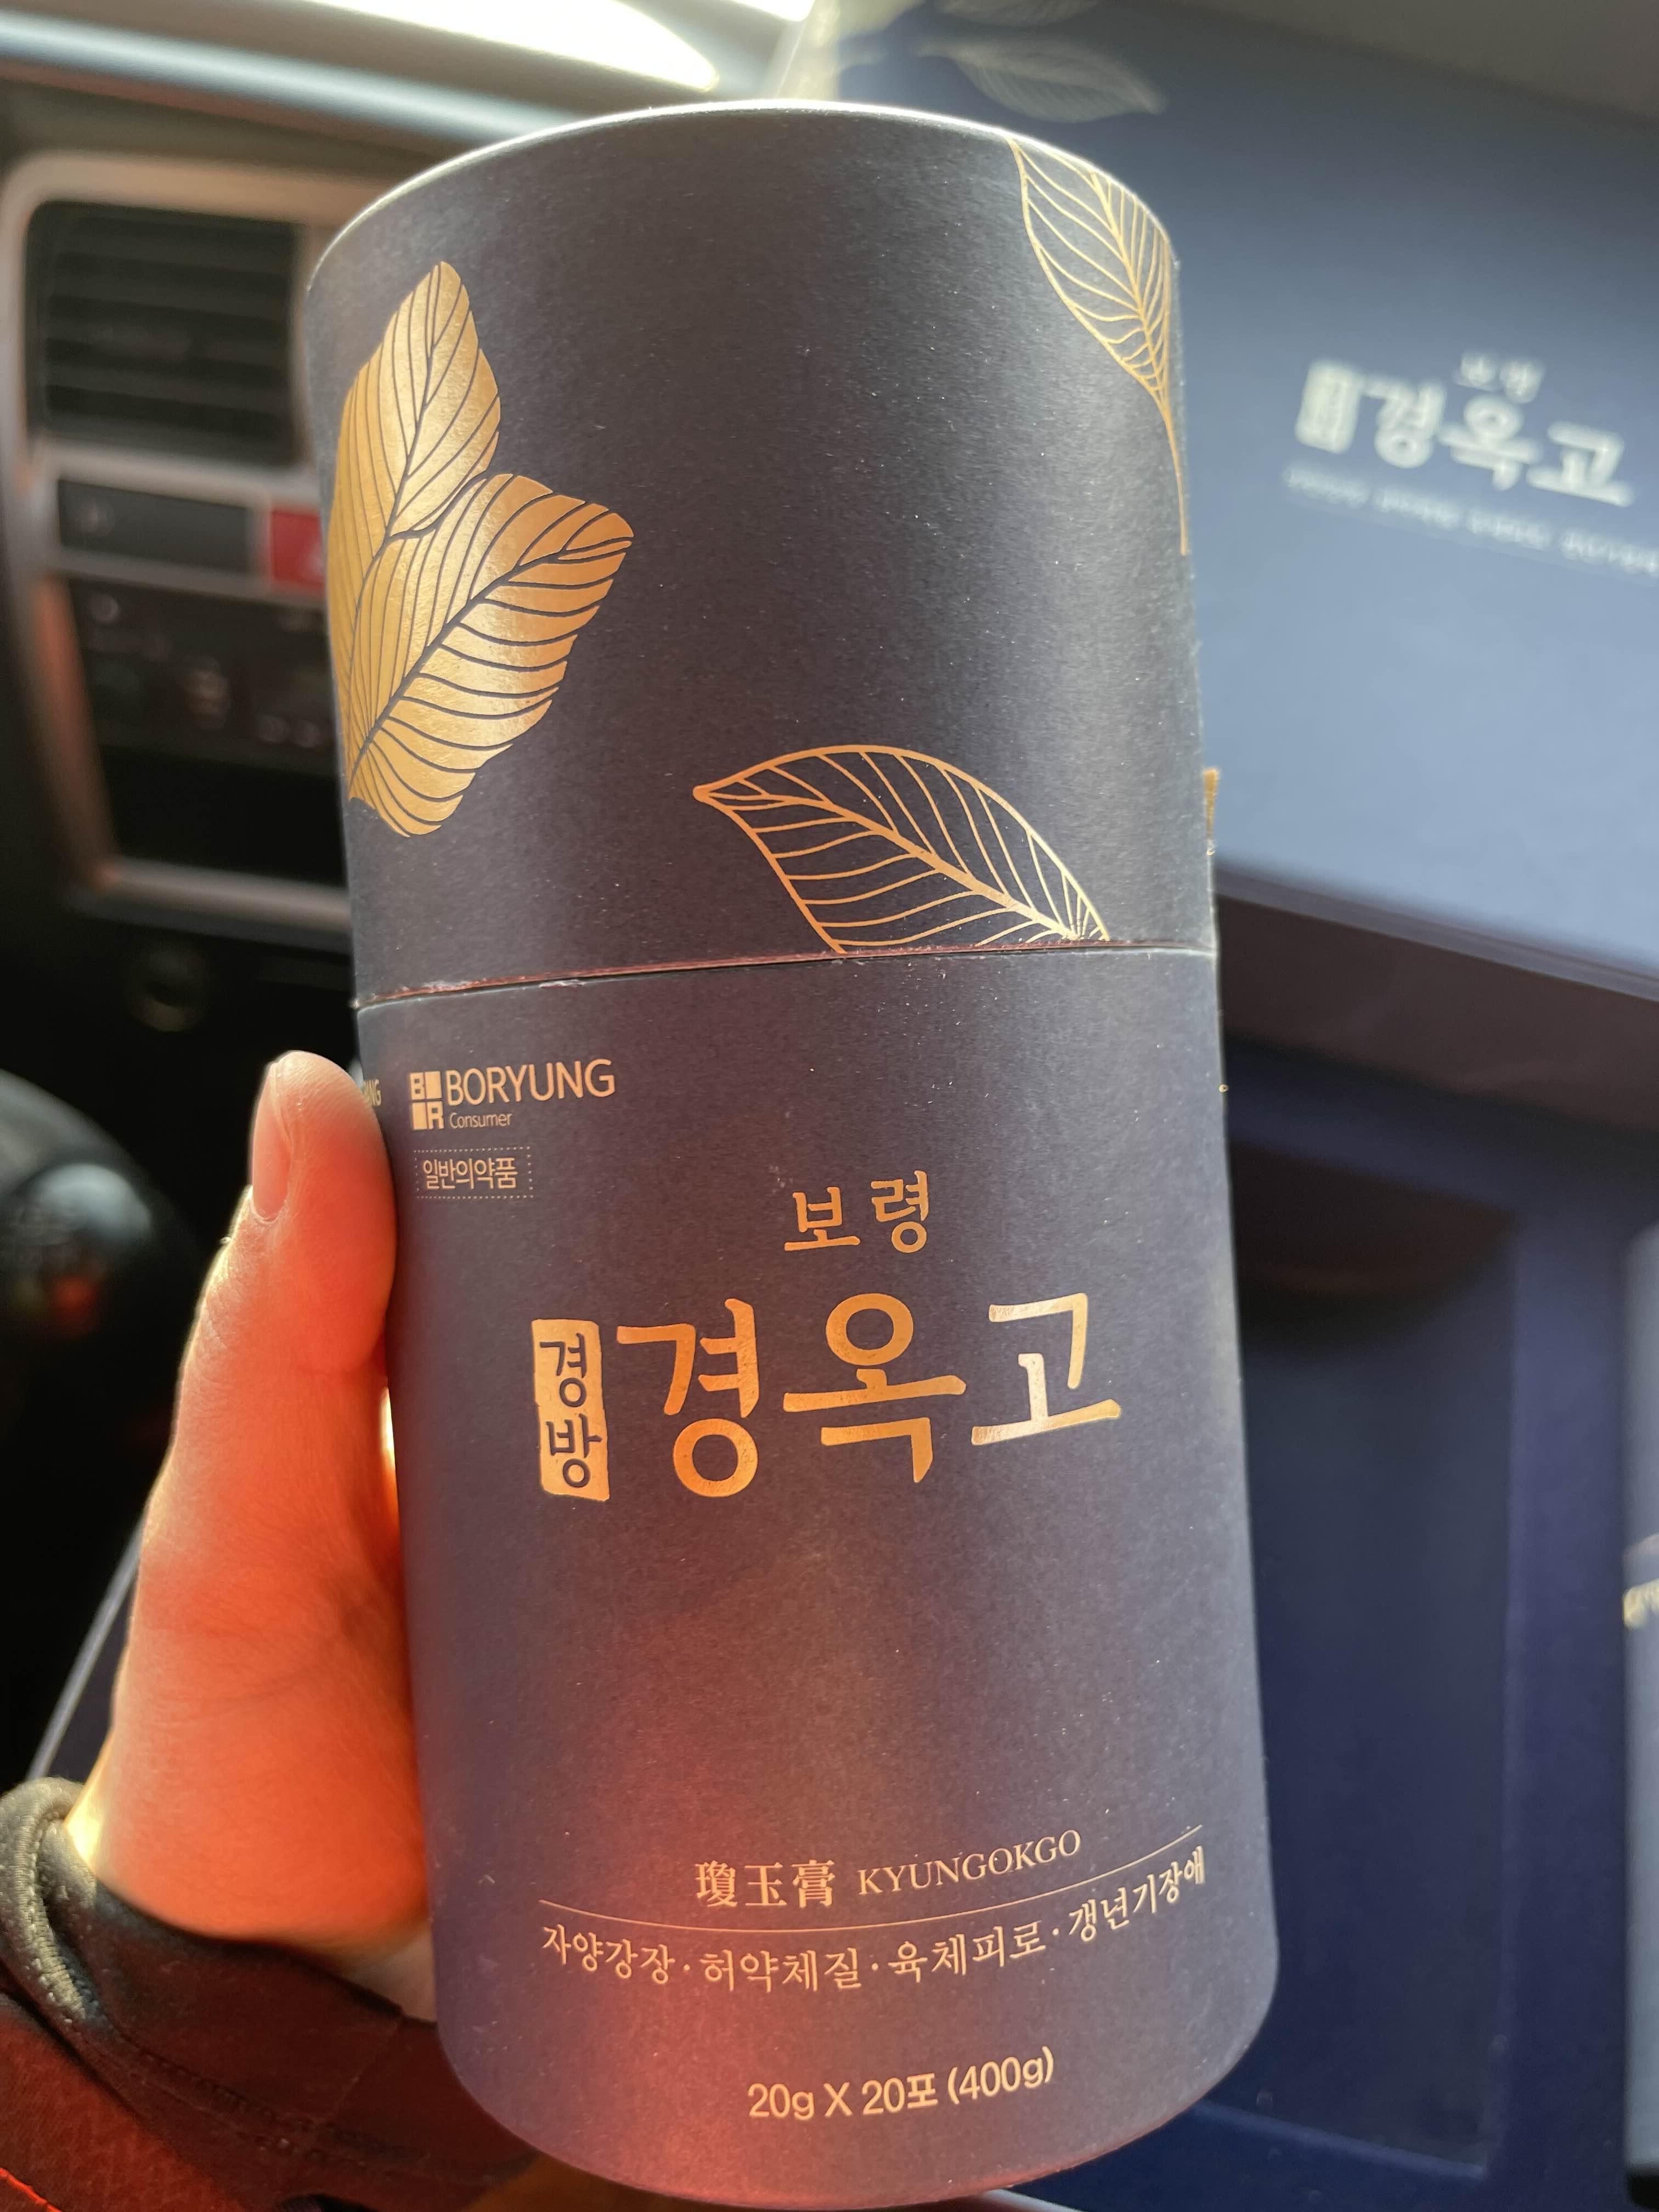 BR BORYUNG
Consumer
일반의약품
보령
경방
경옥고
瓊玉膏 KYUNGOKGO
자양강장·허약체질·육체피로·갱년기장애
20g X 20포 (400g)
보령
경옥고